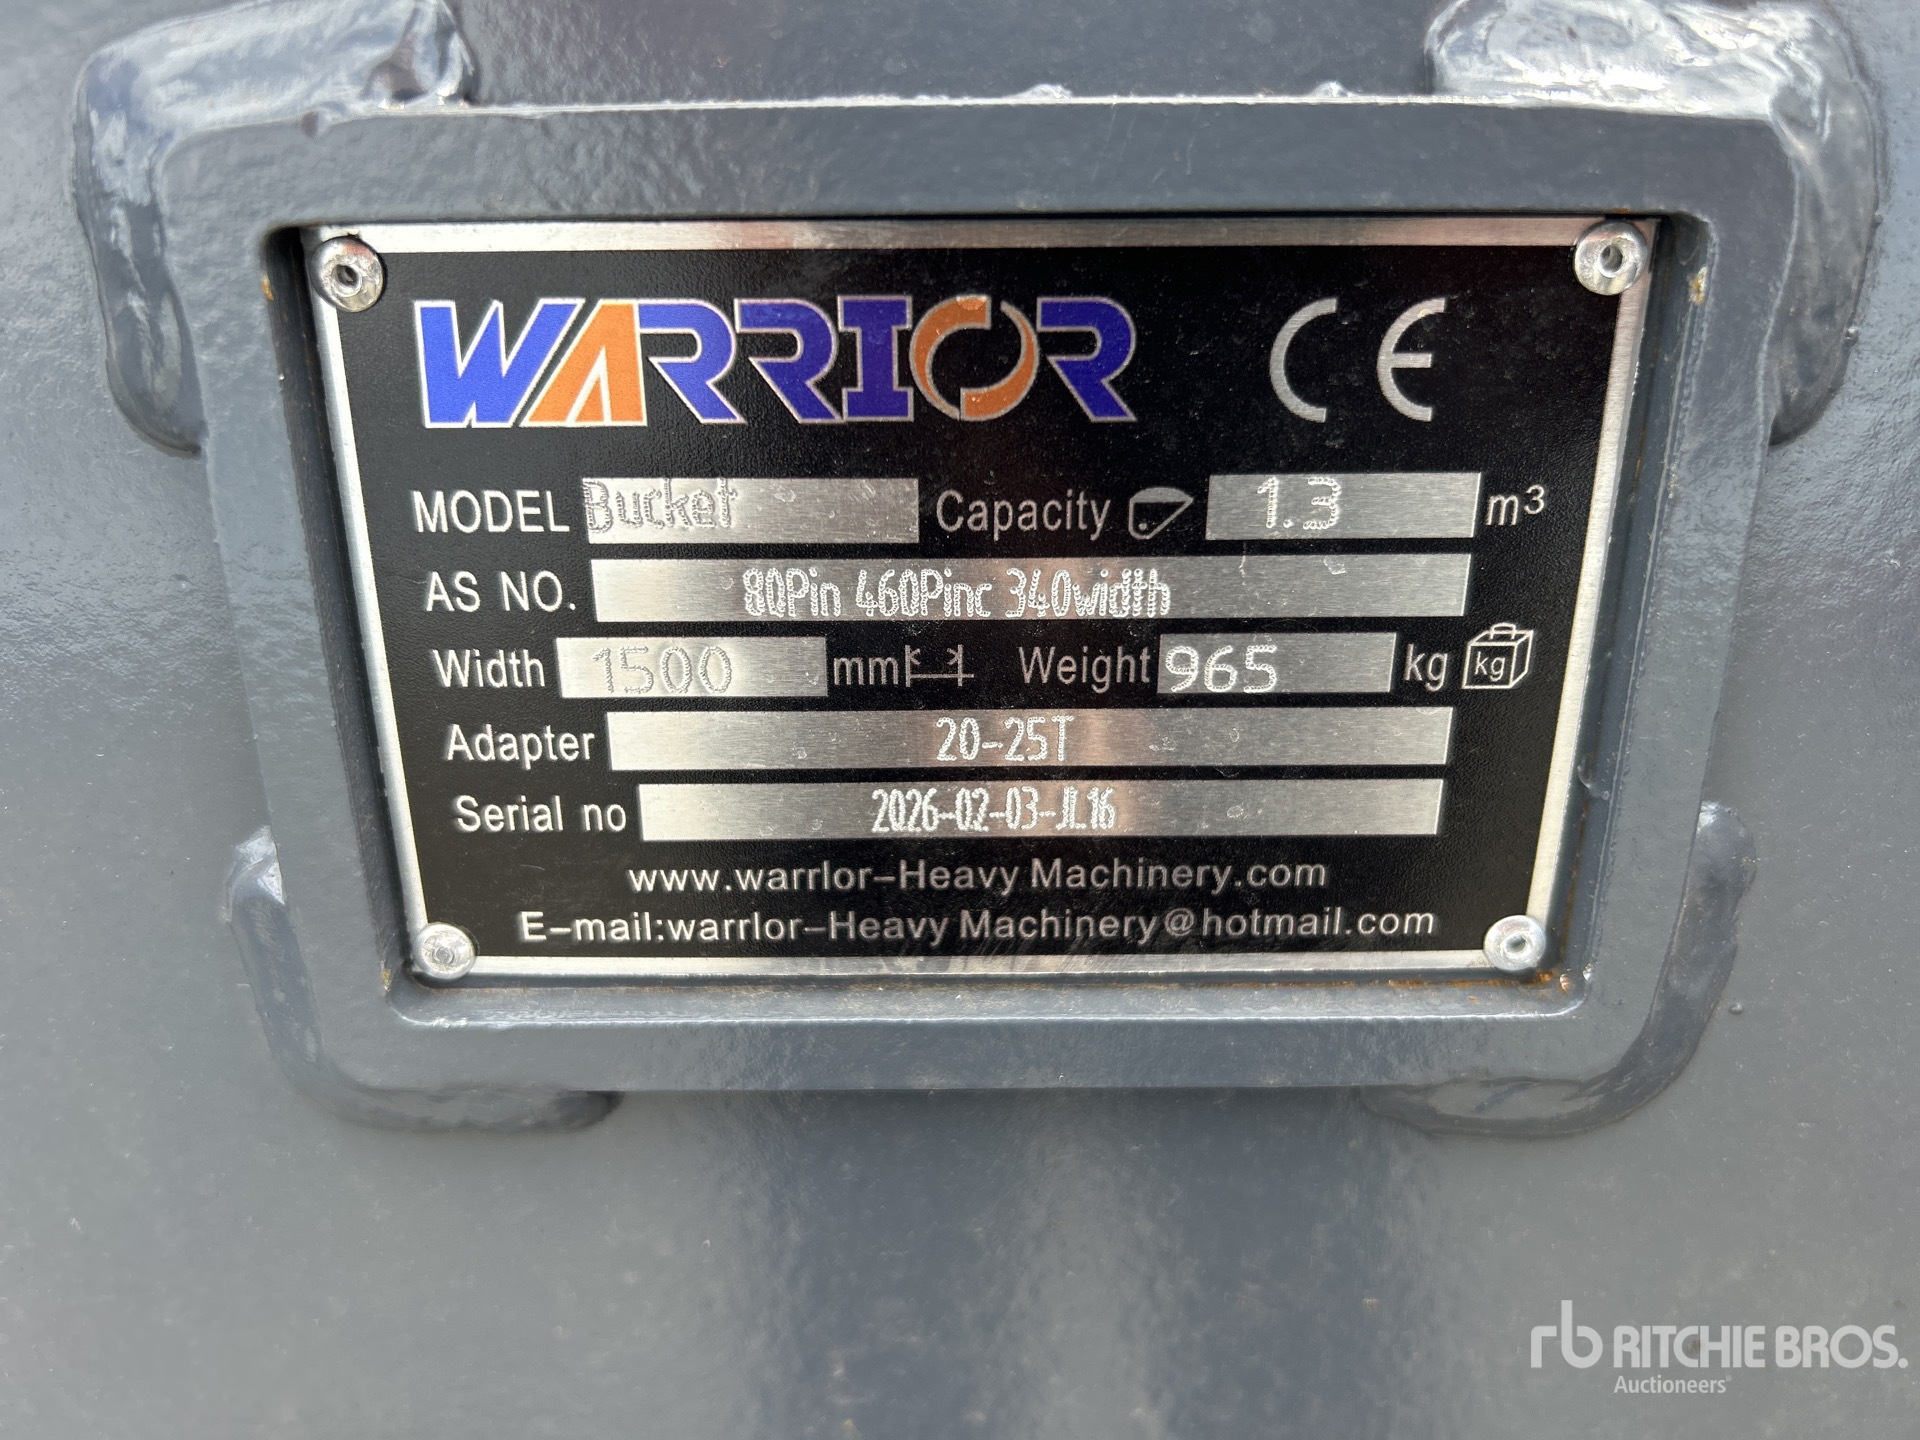 WARRIOR CE
MODEL Bucket Capacity 1.3 m³
AS NO. 80Pin 460Pinc 340width
Width 1500 mm Weight 965 kg kg
Adapter 20-25T
Serial no 2026-02-03-JL16
www.warrlor-Heavy Machinery.com
E-mail:warrlor-Heavy Machinery@hotmail.com
rb RITCHIE BROS.
Auctioneers